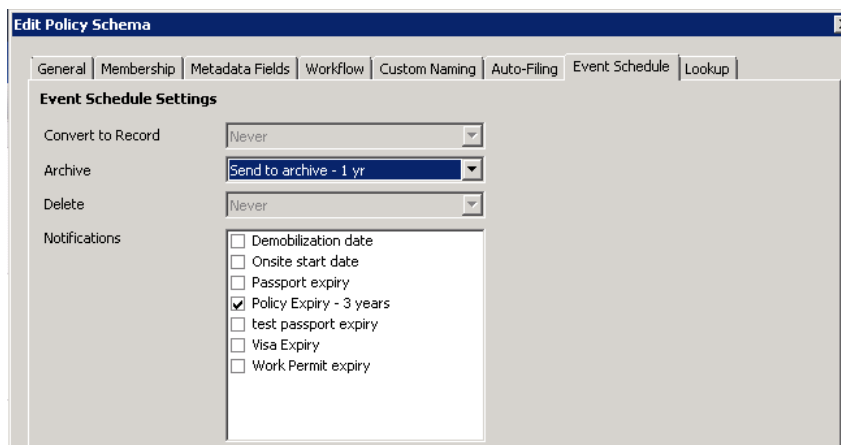 Edit Policy Schema
General Membership Metadata Fields Workflow Custom Naming Auto-Filing Event Schedule Lookup
Event Schedule Settings
Convert to Record Never
Archive Send to archive - 1 yr
Delete Never
Notifications
Demobilization date
Onsite start date
Passport expiry
Policy Expiry - 3 years
test passport expiry
Visa Expiry
Work Permit expiry